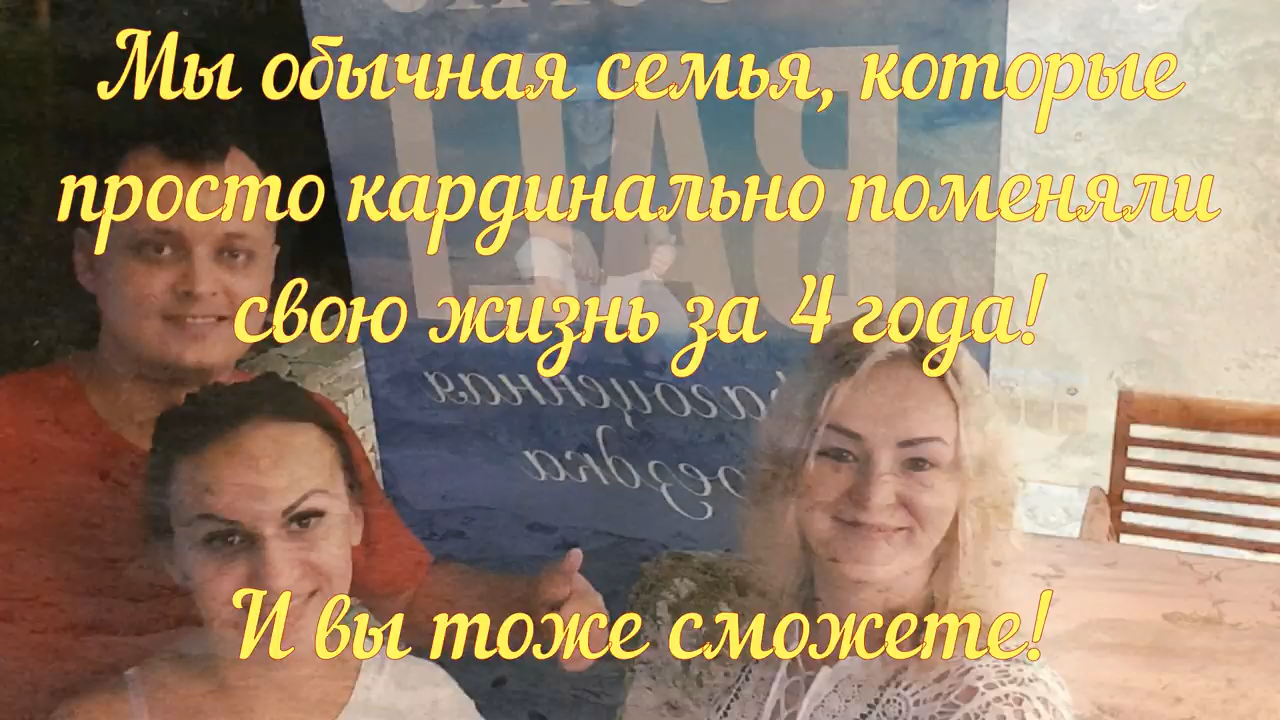 Мы обычная семья, которые
просто кардинально поменяли
свою жизнь за 4 года!
И вы тоже сможете!